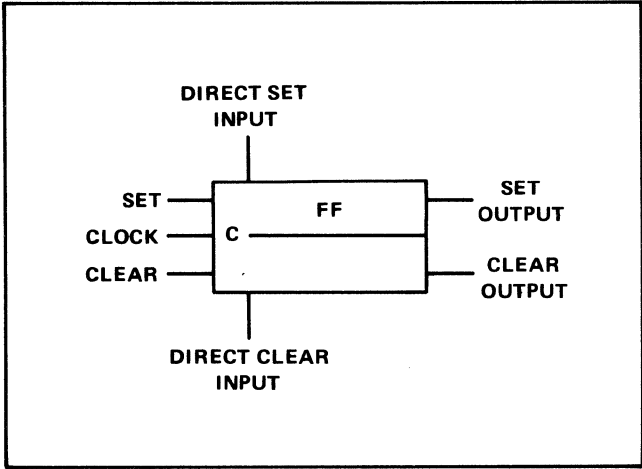 DIRECT SET
INPUT
SET
FF
SET
OUTPUT
CLOCK
C
CLEAR
CLEAR
OUTPUT
DIRECT CLEAR
INPUT